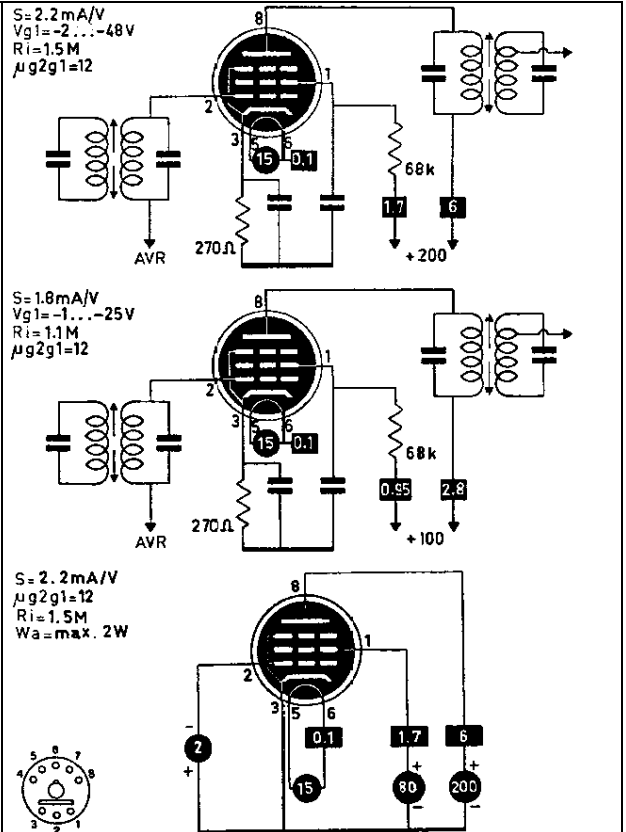 S=2.2mA/V
Vg1=-2...-48V
Ri=1.5M
µg2g1=12
8
1
2
3
5
6
15
0.1
68k
1.7
6
270Ω
AVR
+200
S=1.8mA/V
Vg1=-1...-25V
Ri=1.1M
µg2g1=12
8
1
2
3
5
6
15
0.1
68k
0.95
2.8
270Ω
AVR
+100
S=2.2mA/V
µg2g1=12
Ri=1.5M
Wa=max. 2W
8
1
2
3
5
6
-
2
+
0.1
1.7
6
15
+
80
-
+
200
-
5 6 7
4 8
3 2 1